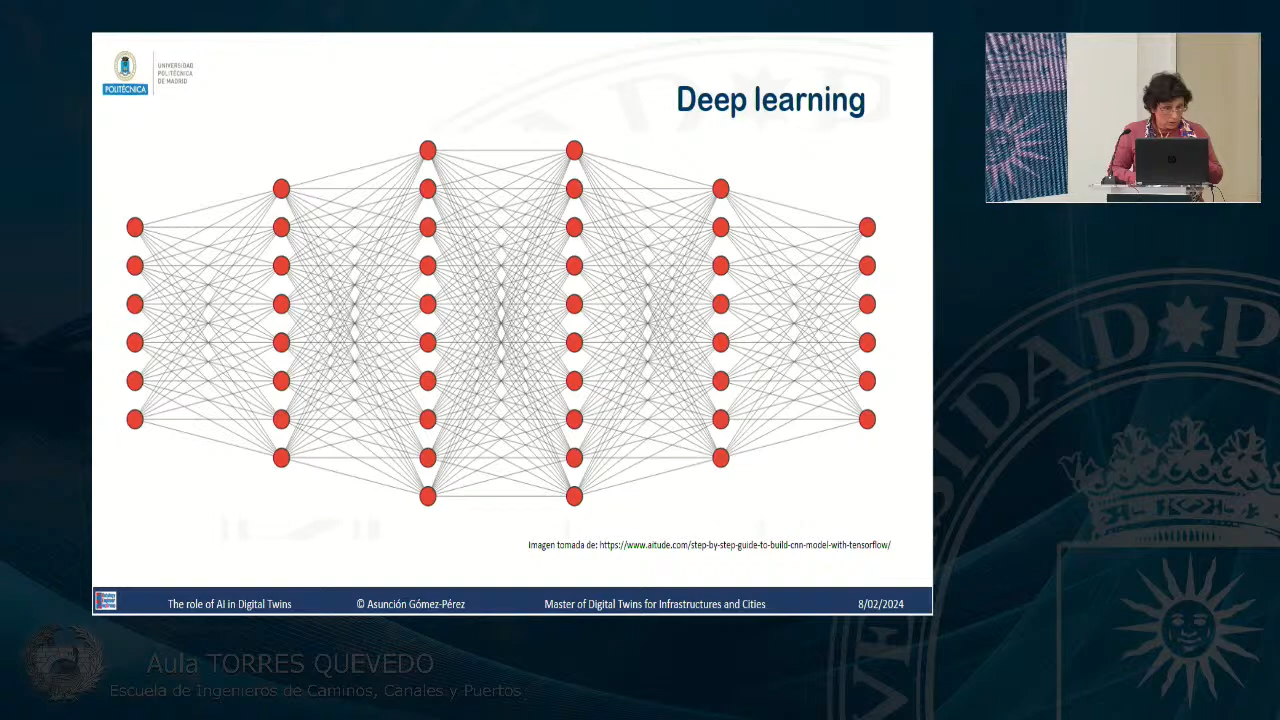 UNIVERSIDAD
POLITÉCNICA
DE MADRID
POLITÉCNICA
Deep learning
Imagen tomada de: https://www.aitude.com/step-by-step-guide-to-build-cnn-model-with-tensorflow/
The role of AI in Digital Twins
© Asunción Gómez-Pérez
Master of Digital Twins for Infrastructures and Cities
8/02/2024
Aula TORRES QUEVEDO
Escuela de Ingenieros de Caminos, Canales y Puertos